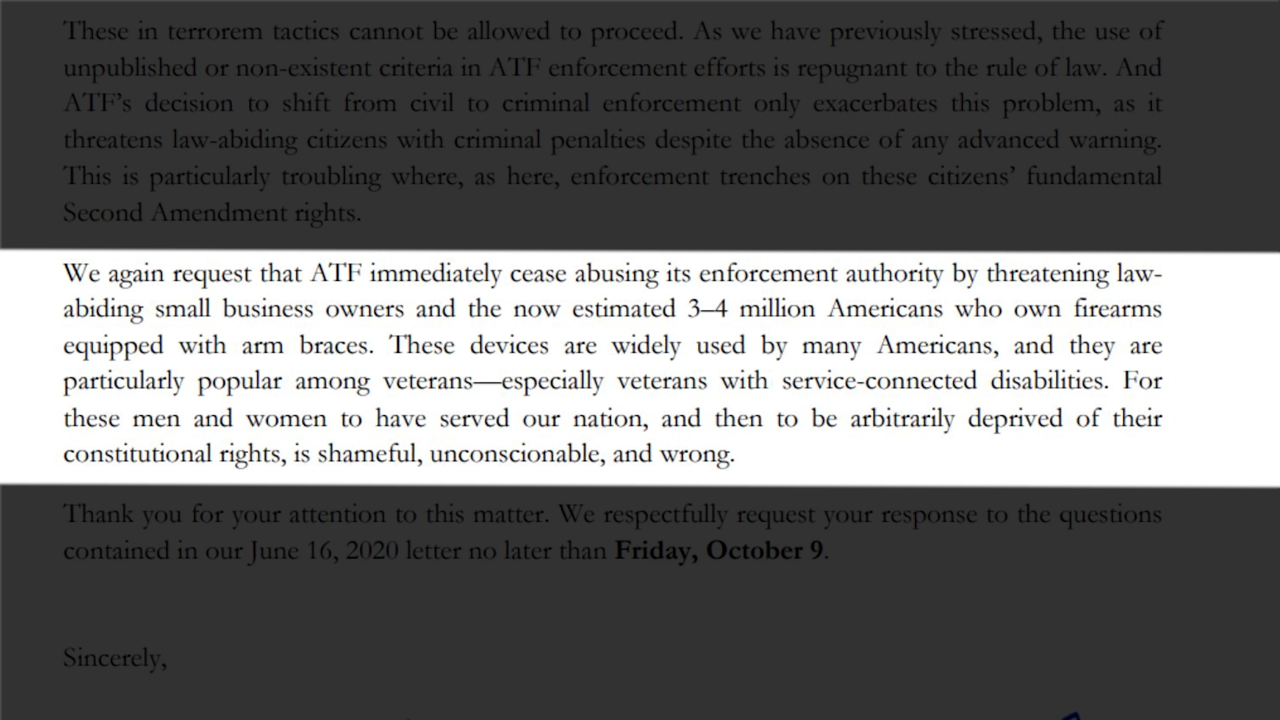 These in terrorem tactics cannot be allowed to proceed. As we have previously stressed, the use of
unpublished or non-existent criteria in ATF enforcement efforts is repugnant to the rule of law. And
ATF’s decision to shift from civil to criminal enforcement only exacerbates this problem, as it
threatens law-abiding citizens with criminal penalties despite the absence of any advanced warning.
This is particularly troubling where, as here, enforcement trenches on these citizens’ fundamental
Second Amendment rights.
We again request that ATF immediately cease abusing its enforcement authority by threatening law-
abiding small business owners and the now estimated 3–4 million Americans who own firearms
equipped with arm braces. These devices are widely used by many Americans, and they are
particularly popular among veterans—especially veterans with service-connected disabilities. For
these men and women to have served our nation, and then to be arbitrarily deprived of their
constitutional rights, is shameful, unconscionable, and wrong.
Thank you for your attention to this matter. We respectfully request your response to the questions
contained in our June 16, 2020 letter no later than Friday, October 9.
Sincerely,